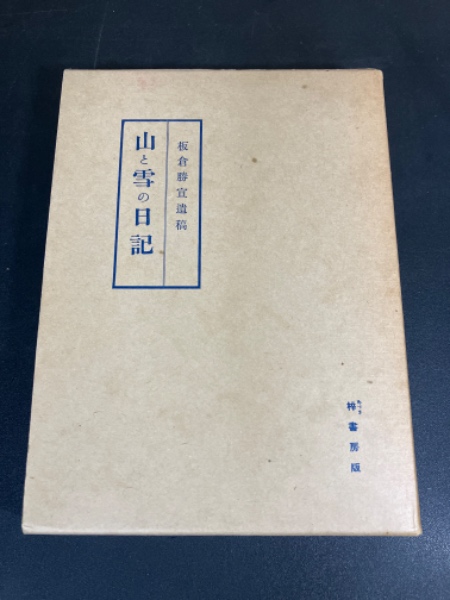 板倉勝宣遺稿
山と雪の日記
梓書房版